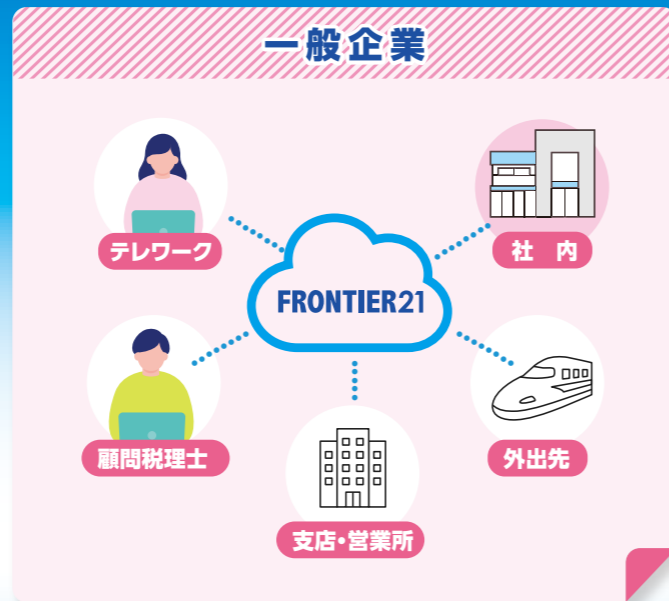 一般企業
テレワーク
社 内
FRONTIER21
顧問税理士
外出先
支店・営業所